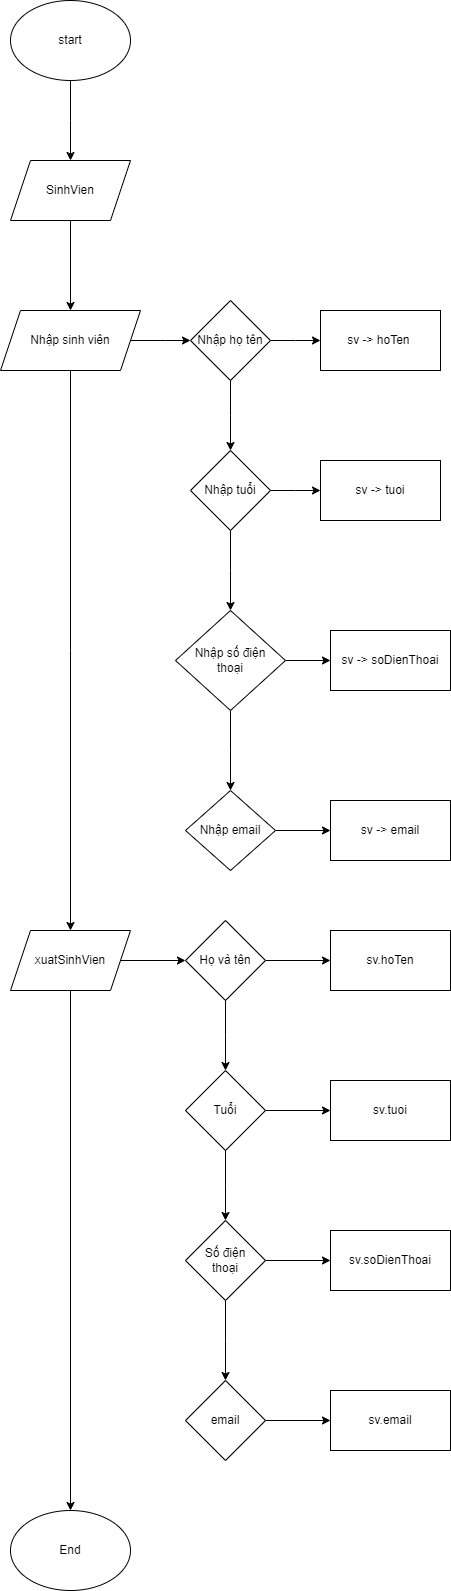 start
SinhVien
Nhập sinh viên
Nhập họ tên
sv -> hoTen
Nhập tuổi
sv -> tuoi
Nhập số điện
thoại
sv -> soDienThoai
Nhập email
sv -> email
xuatSinhVien
Họ và tên
sv.hoTen
Tuổi
sv.tuoi
Số điện
thoại
sv.soDienThoai
email
sv.email
End